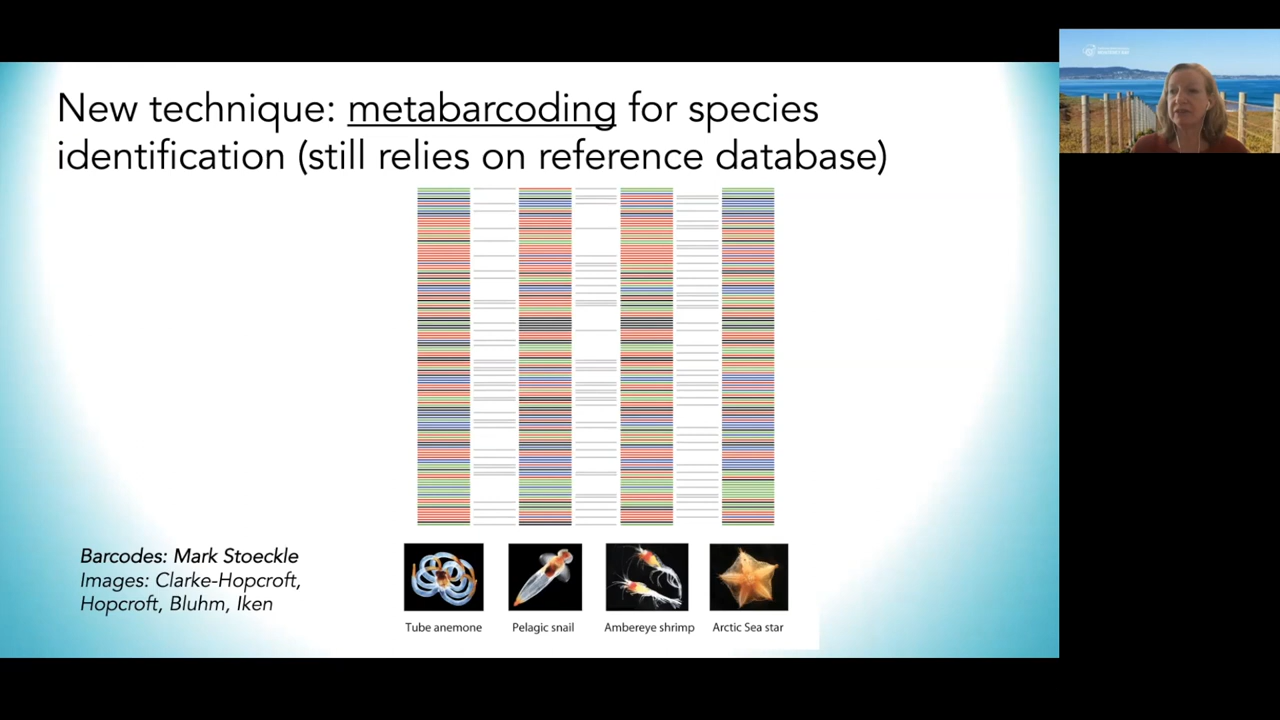 New technique: metabarcoding for species
identification (still relies on reference database)
Barcodes: Mark Stoeckle
Images: Clarke-Hopcroft,
Hopcroft, Bluhm, Iken
Tube anemone
Pelagic snail
Ambereye shrimp
Arctic Sea star